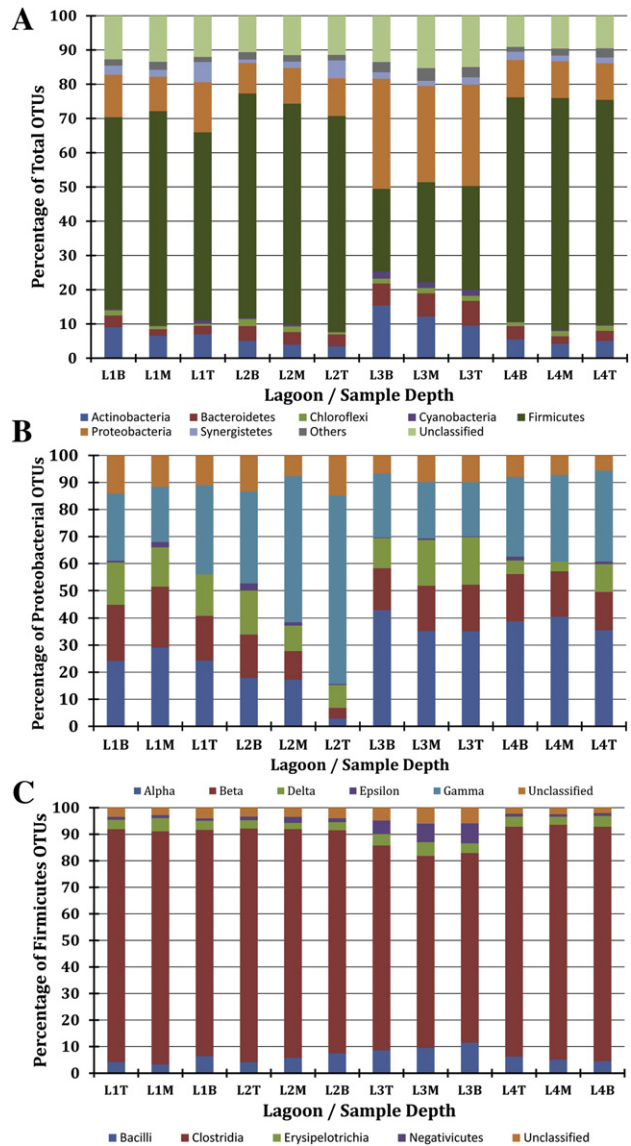 A
Percentage of Total OTUs
100
90
80
70
60
50
40
30
20
10
0
L1B L1M L1T L2B L2M L2T L3B L3M L3T L4B L4M L4T
Lagoon / Sample Depth
Actinobacteria Bacteroidetes Chloroflexi Cyanobacteria Firmicutes
Proteobacteria Synergistetes Others Unclassified
B
Percentage of Proteobacterial OTUs
100
90
80
70
60
50
40
30
20
10
0
L1B L1M L1T L2B L2M L2T L3B L3M L3T L4B L4M L4T
Lagoon / Sample Depth
Alpha Beta Delta Epsilon Gamma Unclassified
C
Percentage of Firmicutes OTUs
100
90
80
70
60
50
40
30
20
10
0
L1T L1M L1B L2T L2M L2B L3T L3M L3B L4T L4M L4B
Lagoon / Sample Depth
Bacilli Clostridia Erysipelotrichia Negativicutes Unclassified